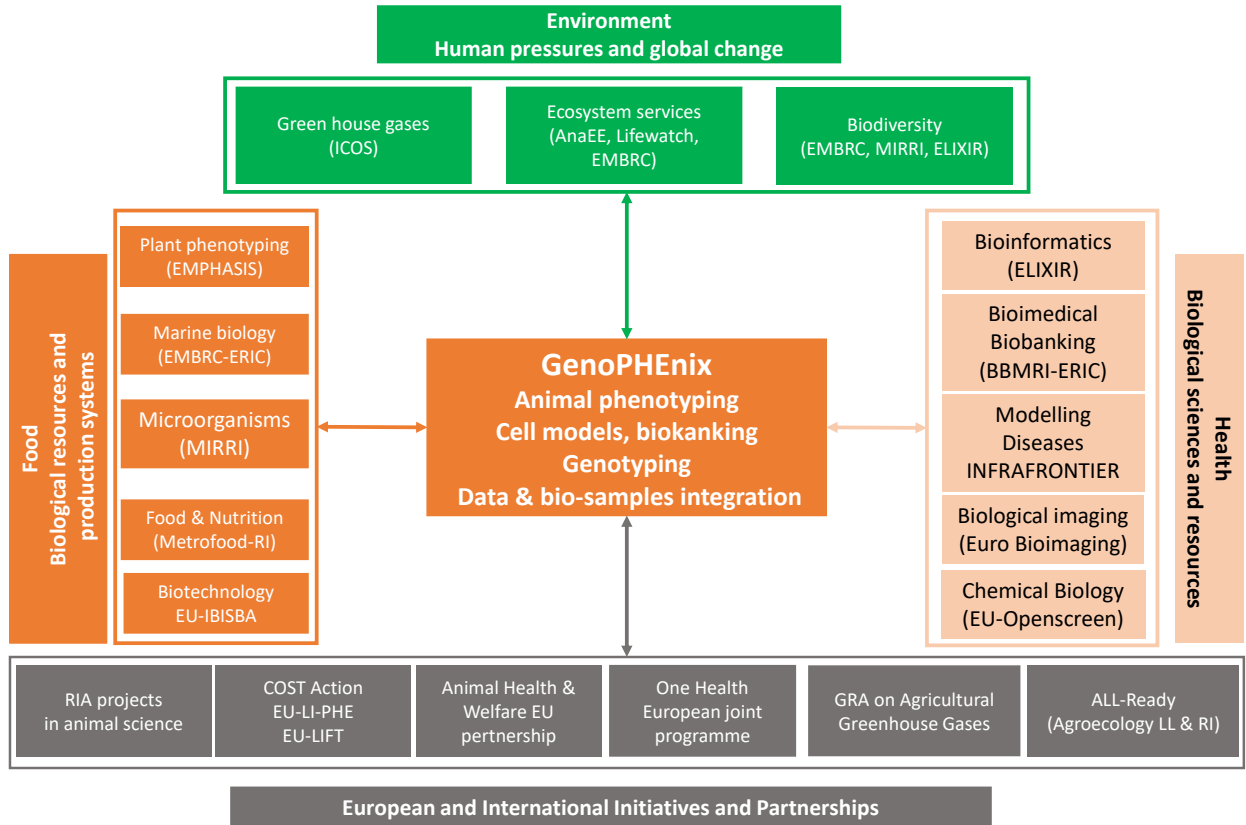 Environment
Human pressures and global change
Green house gases
(ICOS)
Ecosystem services
(AnaEE, Lifewatch,
EMBRC)
Biodiversity
(EMBRC, MIRRI, ELIXIR)
Food
Biological resources and
production systems
Plant phenotyping
(EMPHASIS)
Marine biology
(EMBRC-ERIC)
Microorganisms
(MIRRI)
Food & Nutrition
(Metrofood-RI)
Biotechnology
EU-IBISBA
GenoPHEnix
Animal phenotyping
Cell models, biokanking
Genotyping
Data & bio-samples integration
Bioinformatics
(ELIXIR)
Bioimedical
Biobanking
(BBMRI-ERIC)
Modelling
Diseases
INFRAFRONTIER
Biological imaging
(Euro Bioimaging)
Chemical Biology
(EU-Openscreen)
Health
Biological sciences and resources
RIA projects
in animal science
COST Action
EU-LI-PHE
EU-LIFT
Animal Health &
Welfare EU
pertnership
One Health
European joint
programme
GRA on Agricultural
Greenhouse Gases
ALL-Ready
(Agroecology LL & RI)
European and International Initiatives and Partnerships